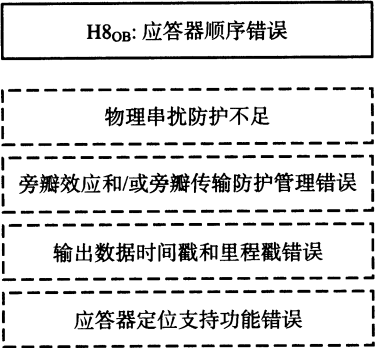 H8OB: 应答器顺序错误
物理串扰防护不足
旁瓣效应和/或旁瓣传输防护管理错误
输出数据时间戳和里程戳错误
应答器定位支持功能错误